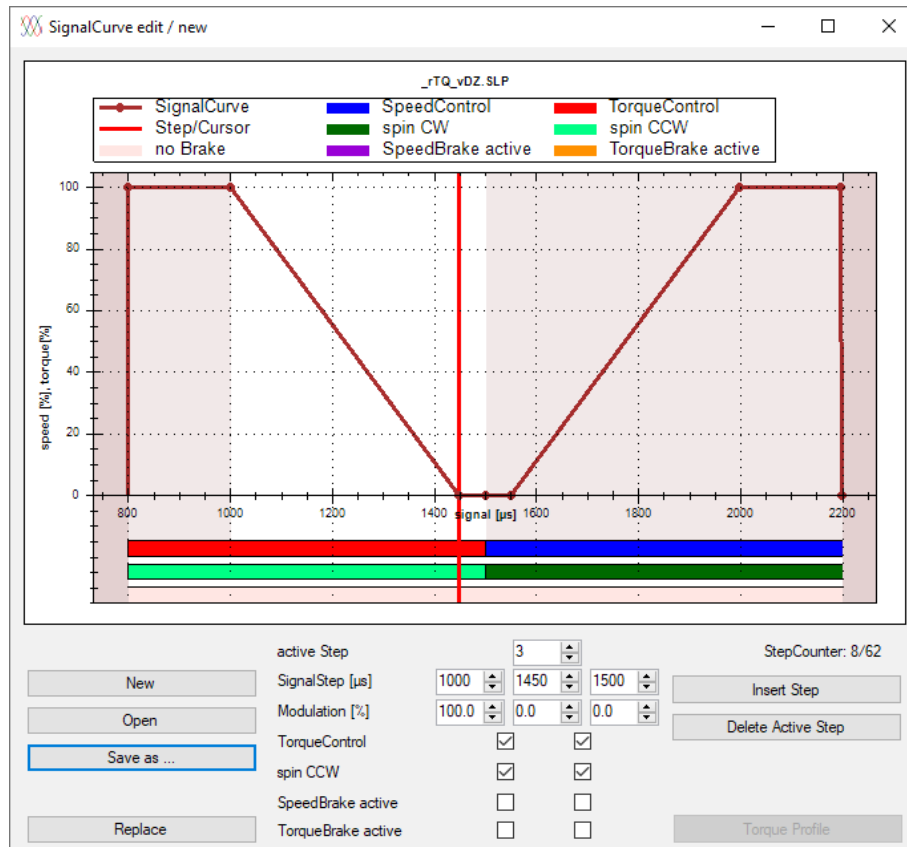 SignalCurve edit / new
_rTQ_vDZ.SLP
SignalCurve SpeedControl TorqueControl
Step/Cursor spin CW spin CCW
no Brake SpeedBrake active TorqueBrake active
speed [%], torque[%]
100
80
60
40
20
0
800 1000 1200 1400 1600 1800 2000 2200
signal [µs]
active Step 3 StepCounter: 8/62
New SignalStep [µs] 1000 1450 1500 Insert Step
Open Modulation [%] 100.0 0.0 0.0 Delete Active Step
Save as ... TorqueControl
spin CCW
SpeedBrake active
Replace TorqueBrake active Torque Profile